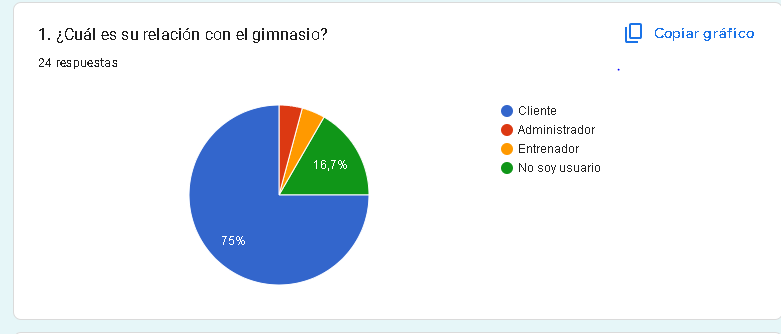 1. ¿Cuál es su relación con el gimnasio?
Copiar gráfico
24 respuestas
Cliente
Administrador
Entrenador
No soy usuario
16,7%
75%